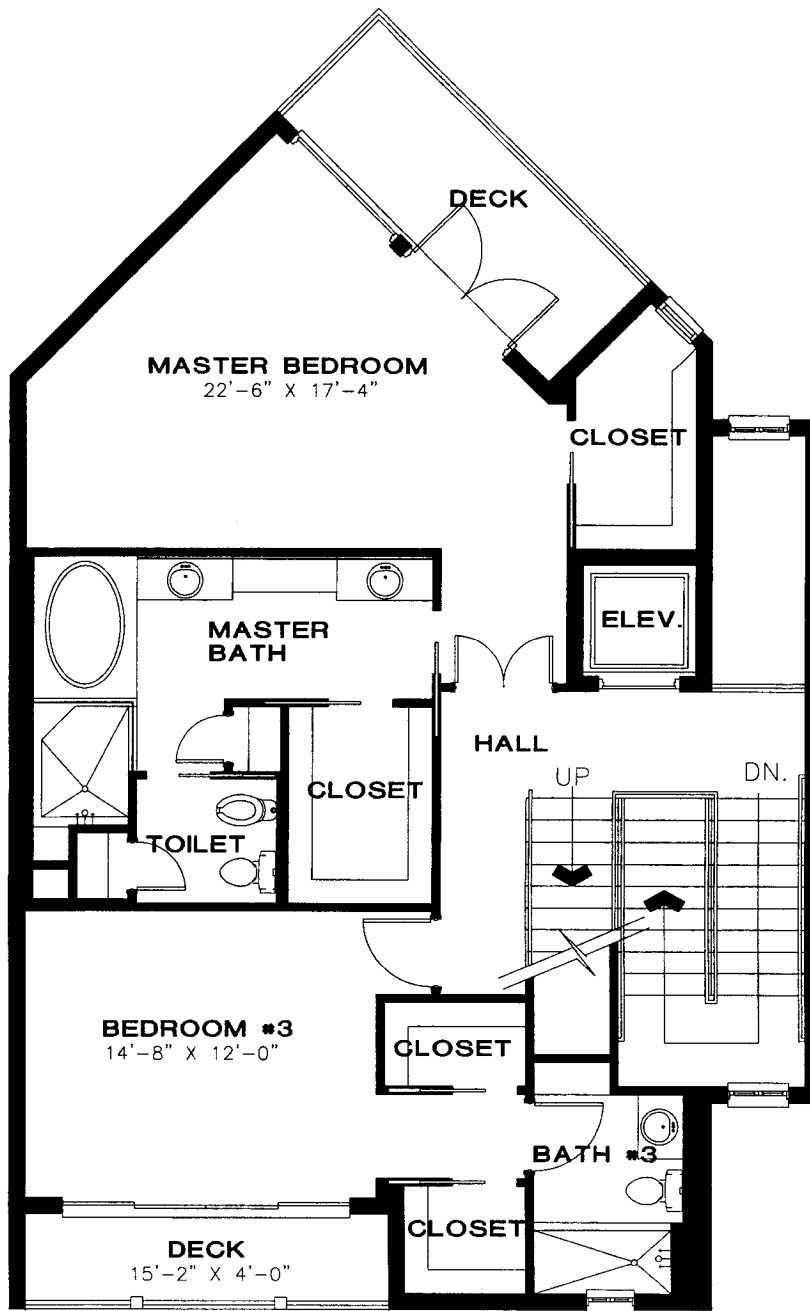 DECK
MASTER BEDROOM
22'-6" X 17'-4"
CLOSET
ELEV.
MASTER
BATH
HALL
UP
DN.
CLOSET
TOILET
BEDROOM #3
14'-8" X 12'-0"
CLOSET
BATH #3
CLOSET
DECK
15'-2" X 4'-0"